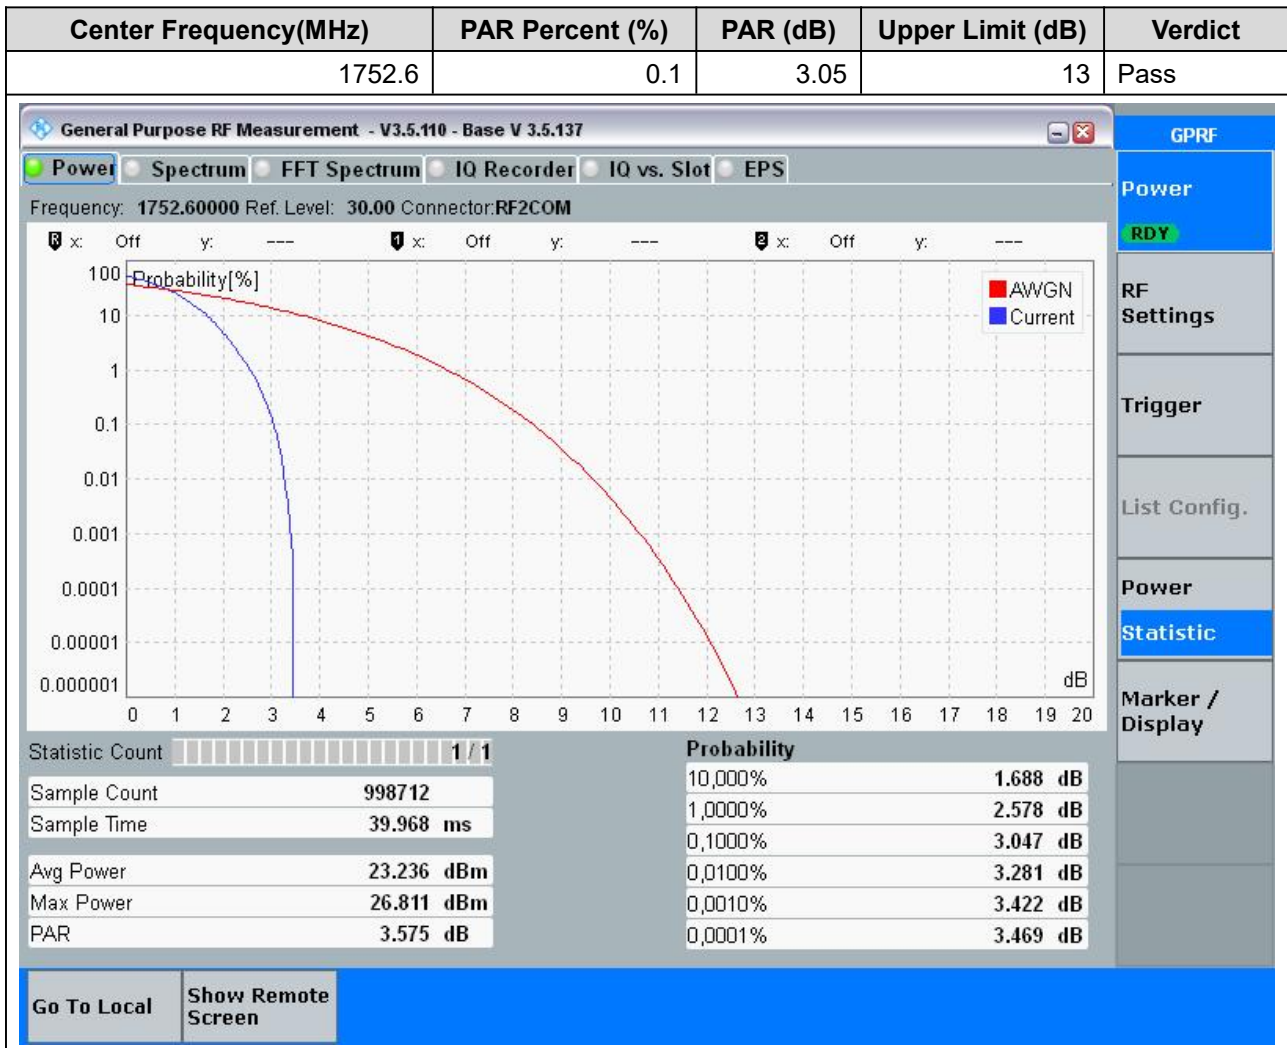 Center Frequency(MHz) PAR Percent (%) PAR (dB) Upper Limit (dB) Verdict
1752.6 0.1 3.05 13 Pass
General Purpose RF Measurement - V3.5.110 - Base V 3.5.137
GPRF
Power Spectrum FFT Spectrum IQ Recorder IQ vs. Slot EPS
Power
RDY
Frequency: 1752.60000 Ref. Level: 30.00 Connector:RF2COM
R x: Off y: --- 1 x: Off y: --- 2 x: Off y: ---
Probability[%]
AWGN
Current
100
10
1
0.1
0.01
0.001
0.0001
0.00001
0.000001
dB
0 1 2 3 4 5 6 7 8 9 10 11 12 13 14 15 16 17 18 19 20
RF
Settings
Trigger
List Config.
Power
Statistic
Marker /
Display
Statistic Count 1 / 1
Sample Count 998712
Sample Time 39.968 ms
Avg Power 23.236 dBm
Max Power 26.811 dBm
PAR 3.575 dB
Probability
10,000% 1.688 dB
1,0000% 2.578 dB
0,1000% 3.047 dB
0,0100% 3.281 dB
0,0010% 3.422 dB
0,0001% 3.469 dB
Go To Local
Show Remote
Screen